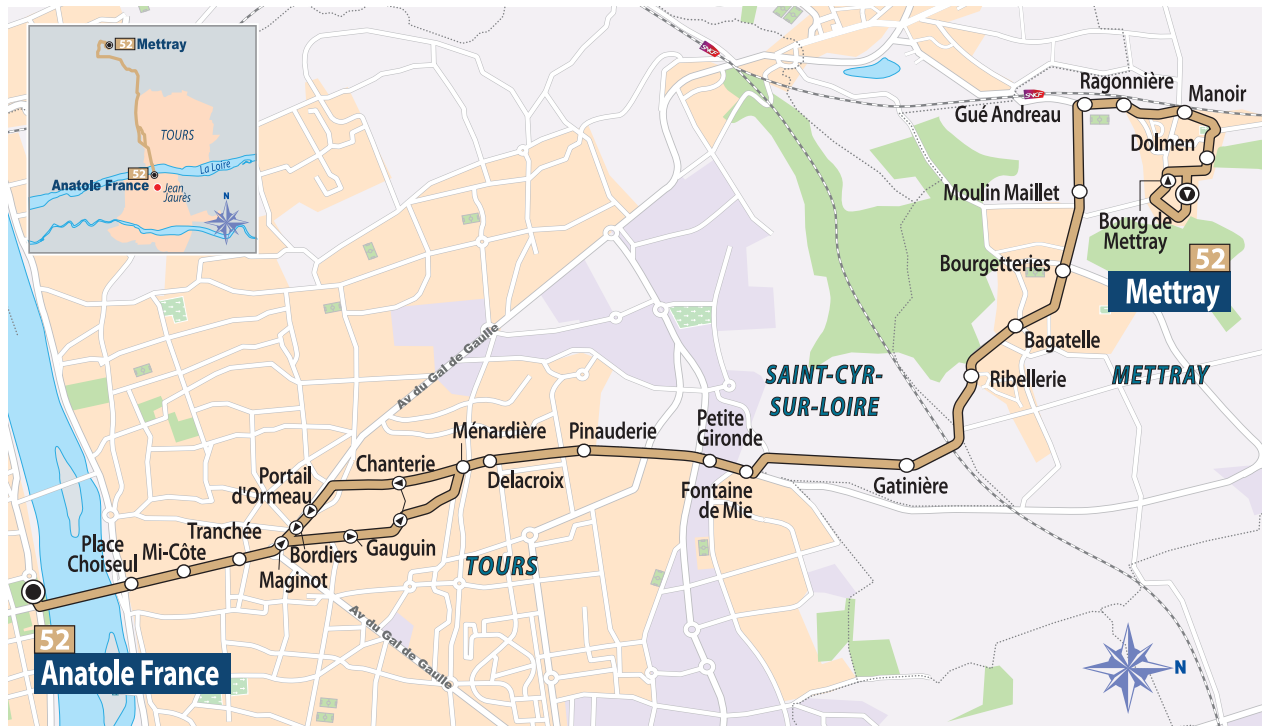 52 Mettray
TOURS
La Loire
52
Anatole France
Jean
Jaurès
N
SNCF
SNCF
Ragonnière
Manoir
Gué Andreau
Dolmen
Moulin Maillet
Bourg de
Mettray
52
Mettray
Bourgetteries
Bagatelle
Ribellerie
METTRAY
SAINT-CYR-
SUR-LOIRE
Av du Gal de Gaulle
Petite
Gironde
Ménardière
Pinauderie
Chanterie
Portail
d'Ormeau
Delacroix
Fontaine
de Mie
Gatinière
Tranchée
Place
Choiseul
Mi-Côte
Bordiers
Gauguin
Maginot
TOURS
Av du Gal de Gaulle
52
Anatole France
N